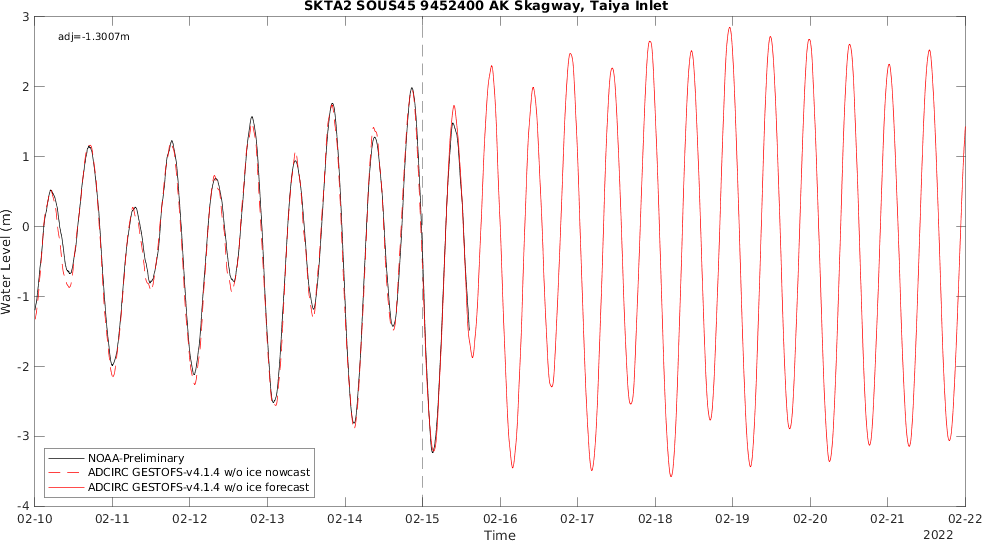 SKTA2 SOUS45 9452400 AK Skagway, Taiya Inlet
adj=-1.3007m
3
2
1
0
-1
-2
-3
-4
Water Level (m)
NOAA-Preliminary
ADCIRC GESTOFS-v4.1.4 w/o ice nowcast
ADCIRC GESTOFS-v4.1.4 w/o ice forecast
02-10 02-11 02-12 02-13 02-14 02-15 02-16 02-17 02-18 02-19 02-20 02-21 02-22
Time
2022